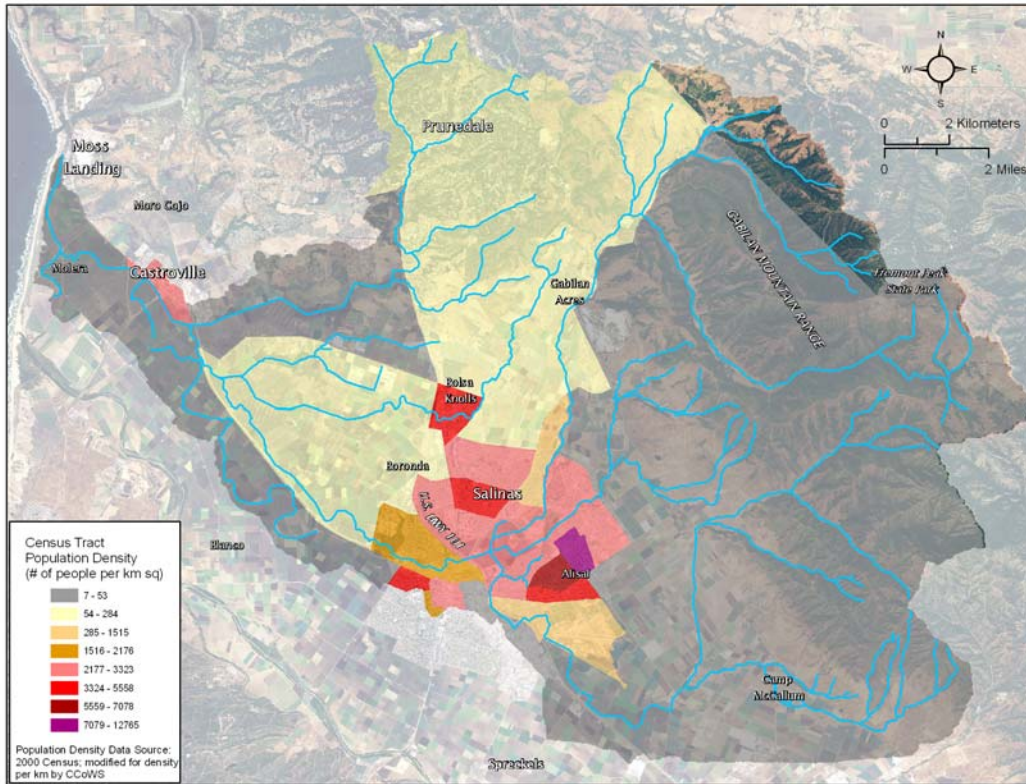 N
W E
S
0 2 Kilometers
0 2 Miles
Prunedale
Moss
Landing
Moro Cojo
Molera
Castroville
GABILAN MOUNTAIN RANGE
Fremont Peak
State Park
Gabilan
Acres
Bolsa
Knolls
Boronda
Salinas
U.S. HWY 101
Blanco
Alisal
Camp
McCallum
Spreckels
Census Tract
Population Density
(# of people per km sq)
7 - 53
54 - 284
285 - 1515
1516 - 2176
2177 - 3323
3324 - 5558
5559 - 7078
7079 - 12765
Population Density Data Source:
2000 Census; modified for density
per km by CCoWS